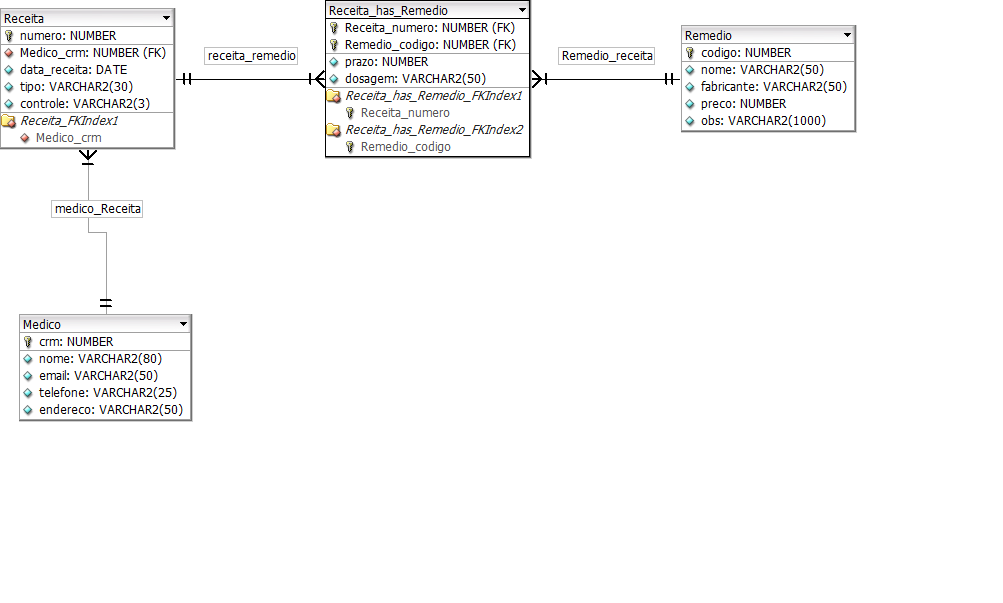 Receita
numero: NUMBER
Medico_crm: NUMBER (FK)
data_receita: DATE
tipo: VARCHAR2(30)
controle: VARCHAR2(3)
Receita_FKIndex1
Medico_crm
receita_remedio
Receita_has_Remedio
Receita_numero: NUMBER (FK)
Remedio_codigo: NUMBER (FK)
prazo: NUMBER
dosagem: VARCHAR2(50)
Receita_has_Remedio_FKIndex1
Receita_numero
Receita_has_Remedio_FKIndex2
Remedio_codigo
Remedio_receita
Remedio
codigo: NUMBER
nome: VARCHAR2(50)
fabricante: VARCHAR2(50)
preco: NUMBER
obs: VARCHAR2(1000)
medico_Receita
Medico
crm: NUMBER
nome: VARCHAR2(80)
email: VARCHAR2(50)
telefone: VARCHAR2(25)
endereco: VARCHAR2(50)